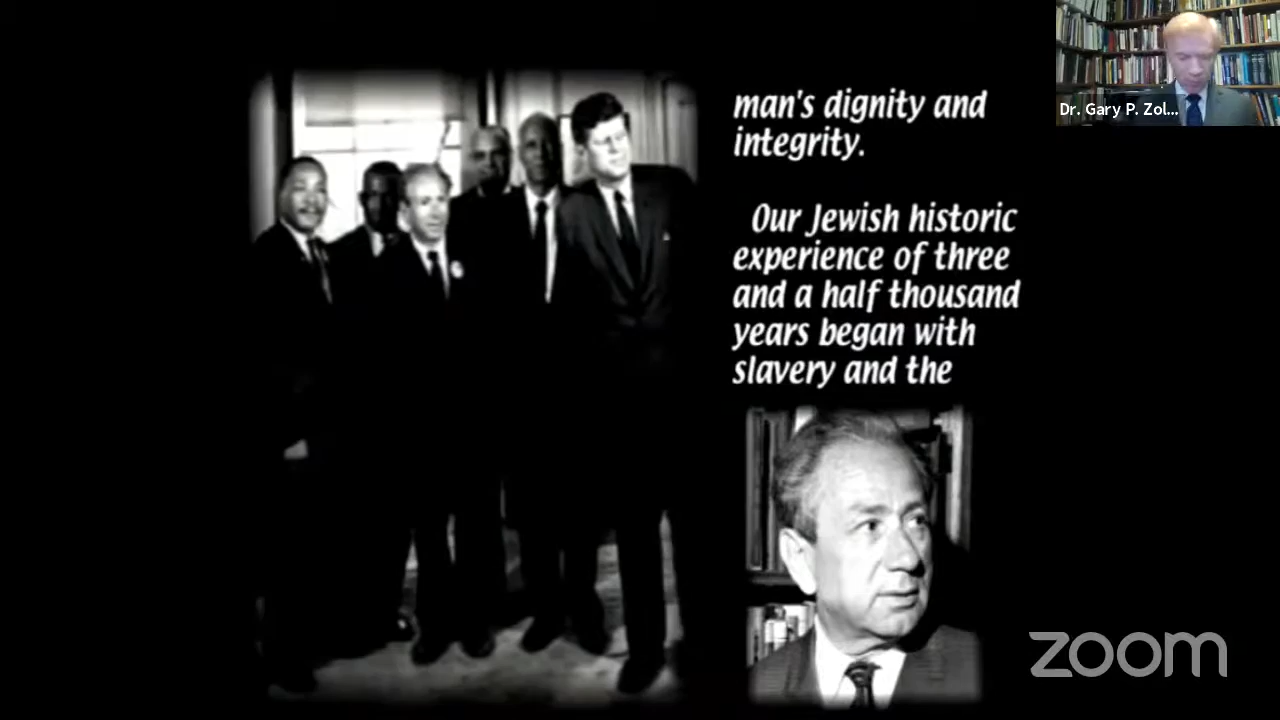 man's dignity and
integrity.
Our Jewish historic
experience of three
and a half thousand
years began with
slavery and the
Dr. Gary P. Zol...
zoom